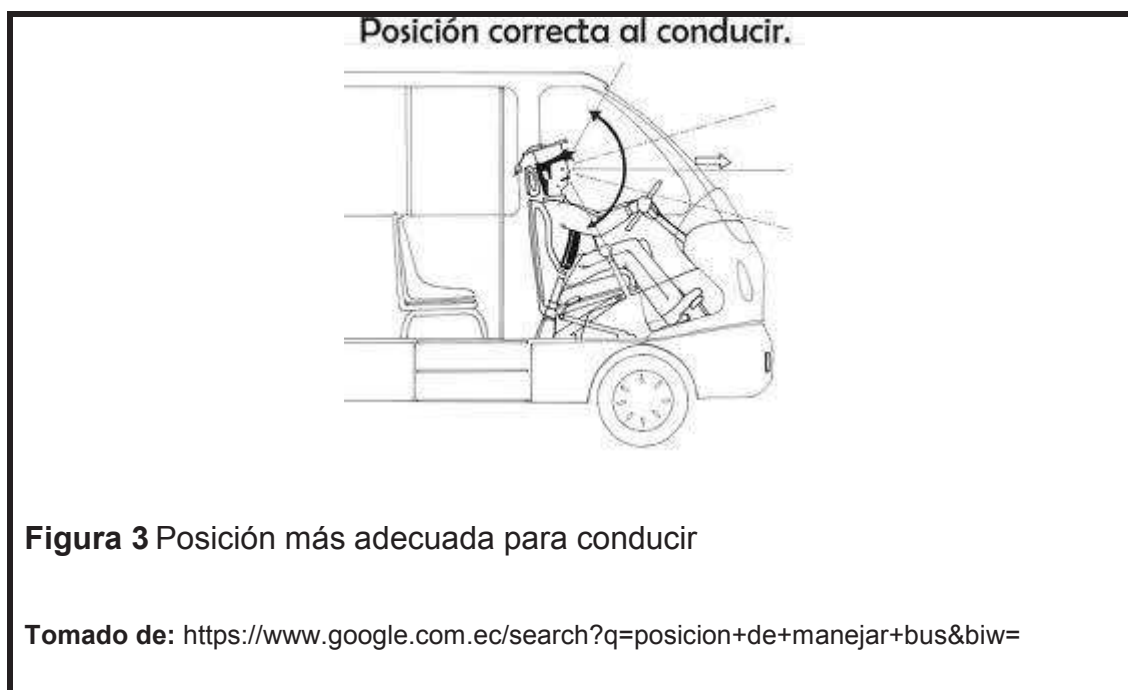 Posición correcta al conducir.
Figura 3 Posición más adecuada para conducir
Tomado de: https://www.google.com.ec/search?q=posicion+de+manejar+bus&biw=